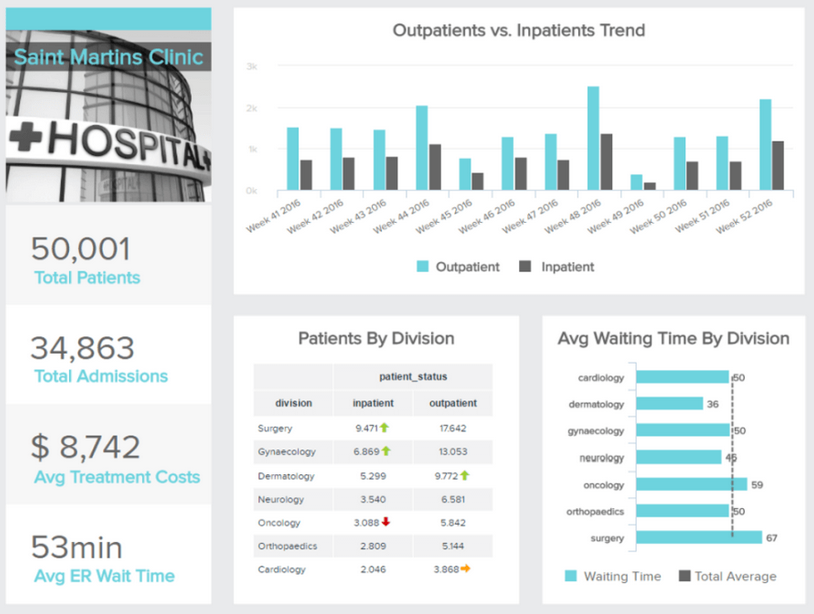 Saint Martins Clinic
HOSPITAL
50,001
Total Patients
34,863
Total Admissions
$ 8,742
Avg Treatment Costs
53min
Avg ER Wait Time
Outpatients vs. Inpatients Trend
3k
2k
1k
0k
Week 41 2016
Week 42 2016
Week 43 2016
Week 44 2016
Week 45 2016
Week 46 2016
Week 47 2016
Week 48 2016
Week 49 2016
Week 50 2016
Week 51 2016
Week 52 2016
Outpatient Inpatient
Patients By Division
patient_status
division inpatient outpatient
Surgery 9.471 17.642
Gynaecology 6.869 13.053
Dermatology 5.299 9.772
Neurology 3.540 6.581
Oncology 3.088 5.842
Orthopaedics 2.809 5.144
Cardiology 2.046 3.868
Avg Waiting Time By Division
cardiology 50
dermatology 36
gynaecology 50
neurology
oncology 59
orthopaedics 50
surgery 67
Waiting Time Total Average